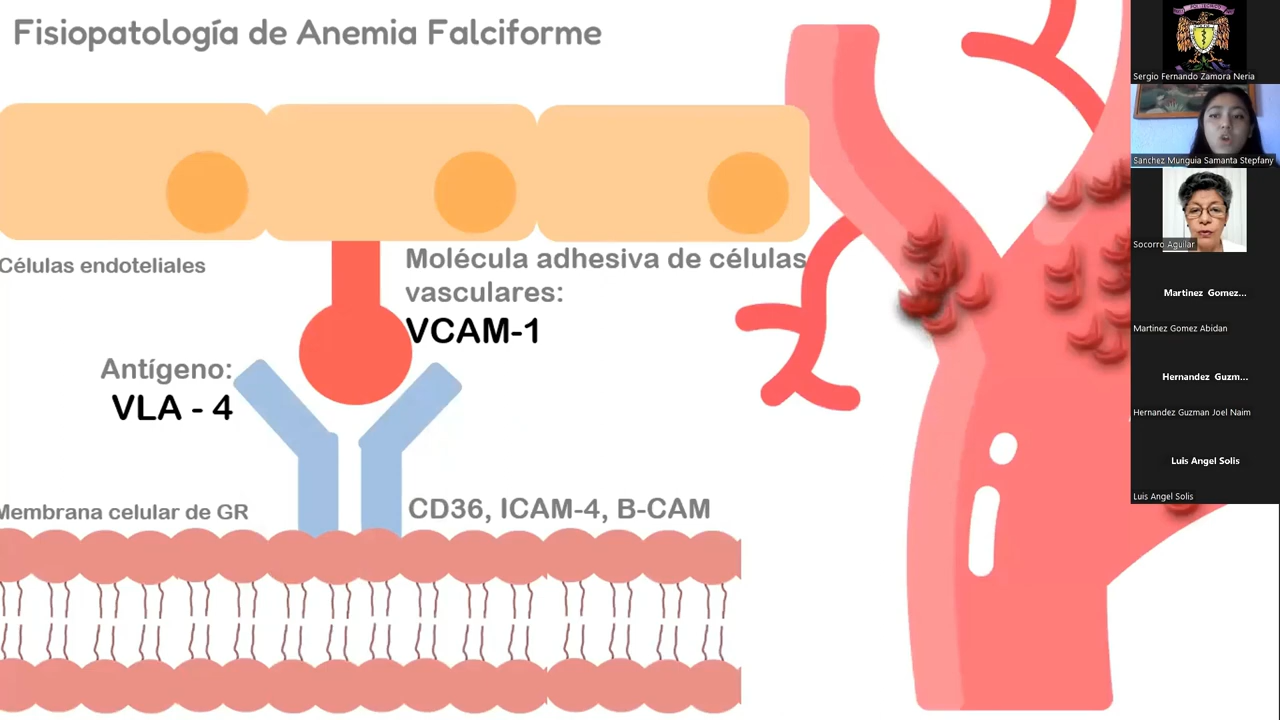 Fisiopatología de Anemia Falciforme
Células endoteliales
Molécula adhesiva de células
vasculares:
VCAM-1
Antígeno:
VLA - 4
Membrana celular de GR
CD36, ICAM-4, B-CAM
POLITECNICO
Sergio Fernando Zamora Neria
Sanchez Munguia Samanta Stepfany
Socorro Aguilar
Martinez Gomez...
Martinez Gomez Abidan
Hernandez Guzm...
Hernandez Guzman Joel Naim
Luis Angel Solis
Luis Angel Solis